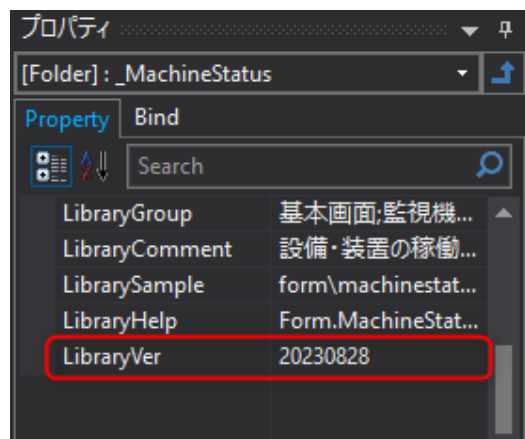 プロパティ
[Folder] : _MachineStatus
Property Bind
Search
LibraryGroup 基本画面;監視機...
LibraryComment 設備・装置の稼働...
LibrarySample form\machinestat...
LibraryHelp Form.MachineStat...
LibraryVer 20230828